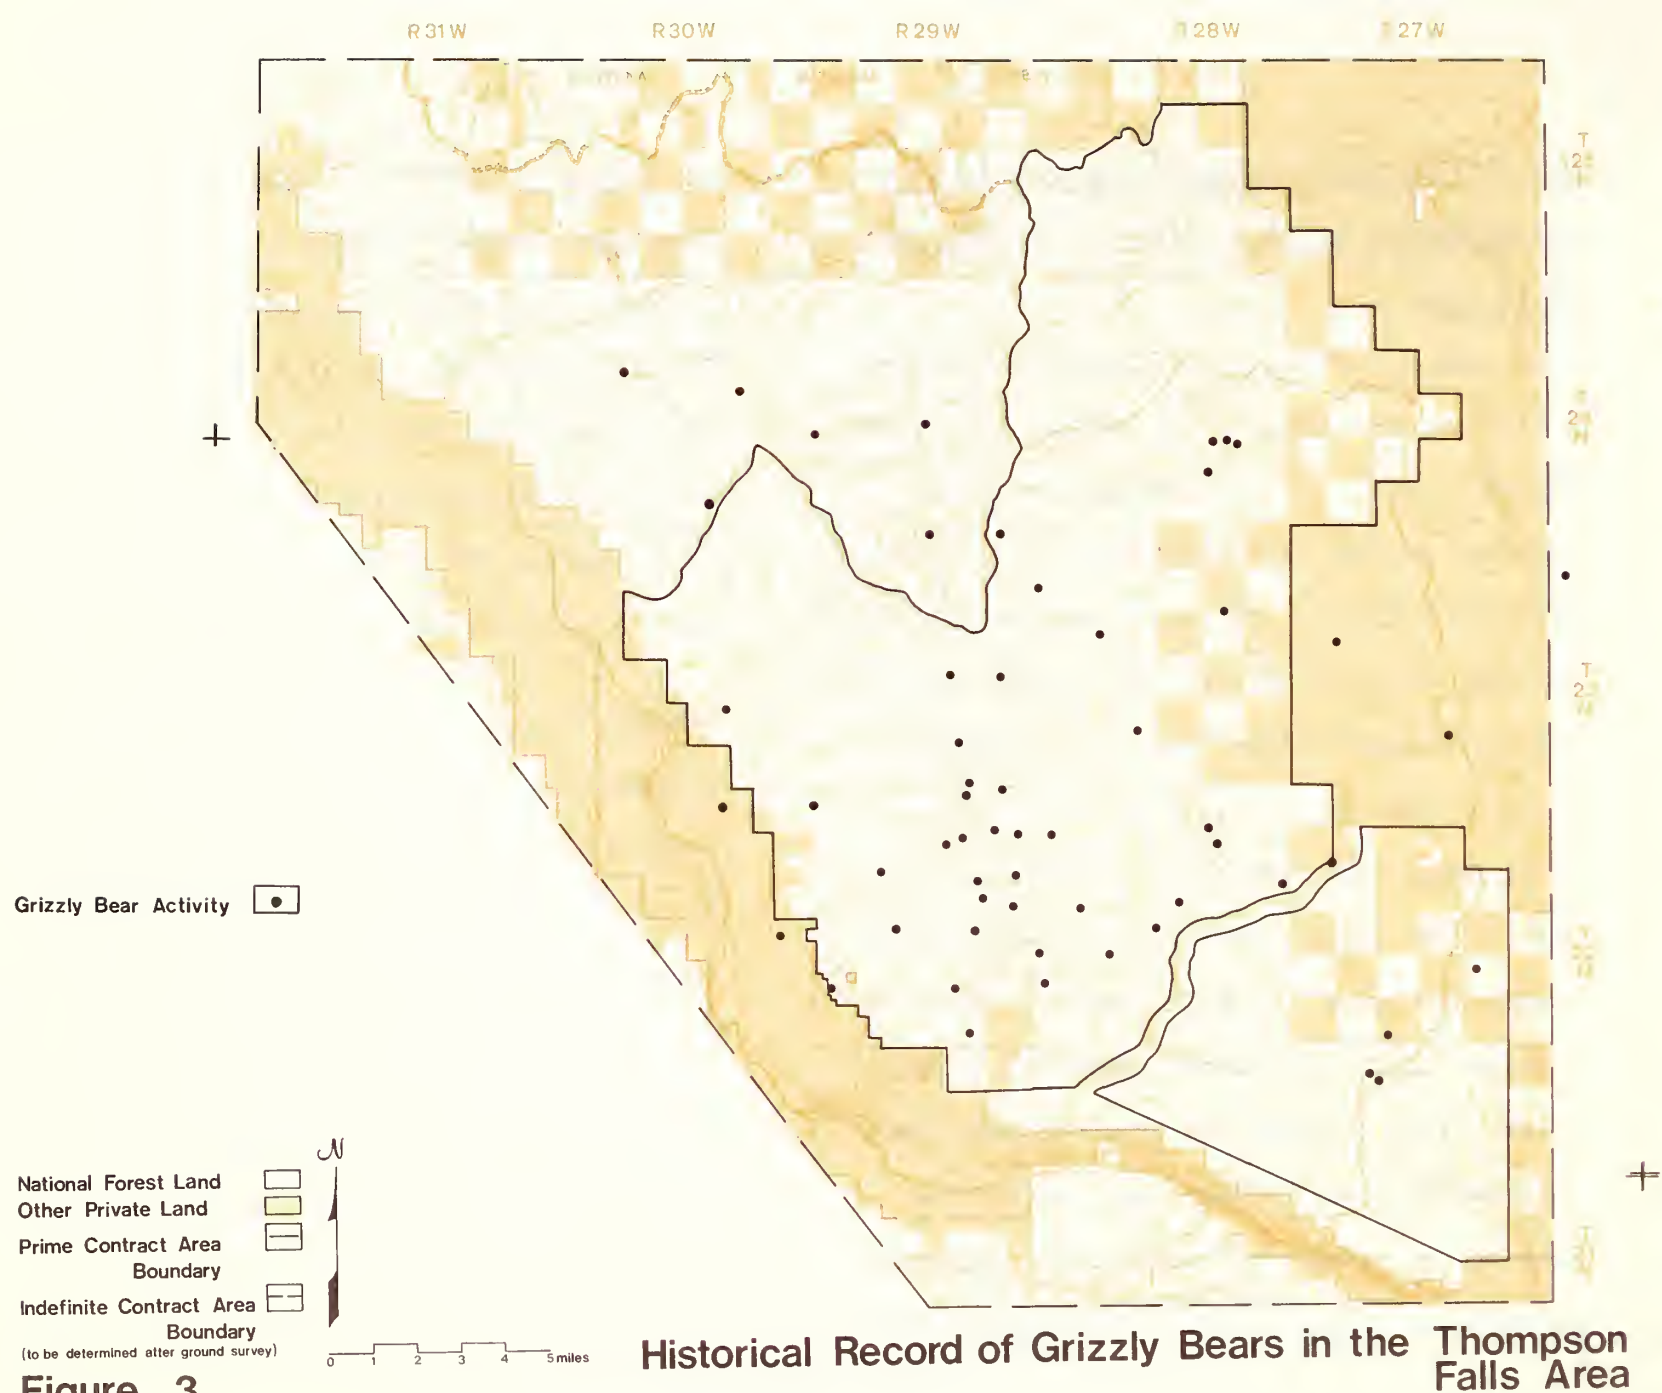 R31W R30W R29W 28W 27W
Grizzly Bear Activity
National Forest Land
Other Private Land
Prime Contract Area
Boundary
Indefinite Contract Area
Boundary
(to be determined after ground survey)
N
0 1 2 3 4 5 miles
Historical Record of Grizzly Bears in the Thompson
Falls Area
Figure 3